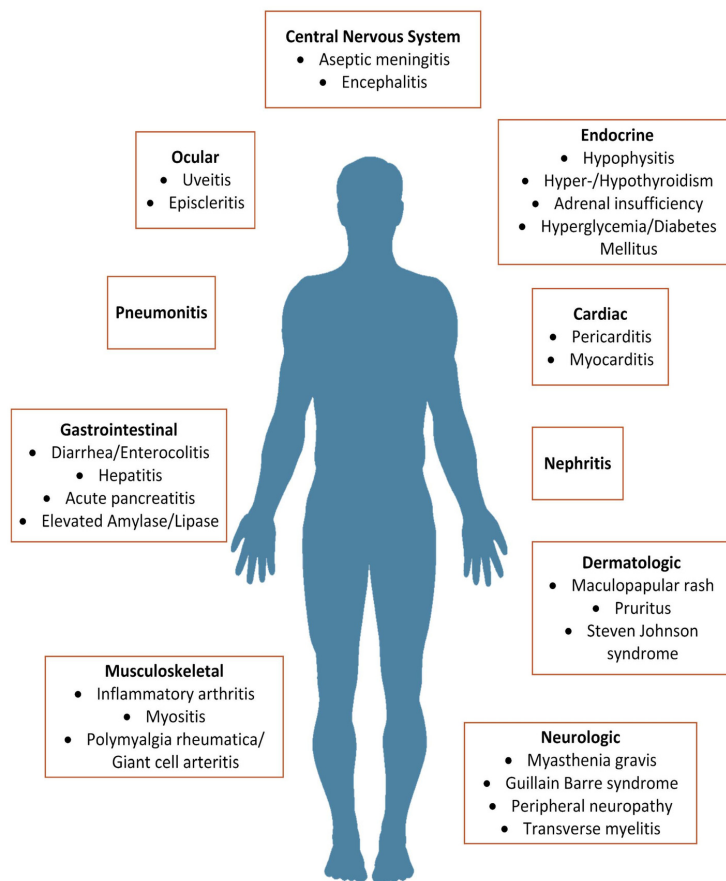 Central Nervous System
• Aseptic meningitis
• Encephalitis
Ocular
• Uveitis
• Episcleritis
Endocrine
• Hypophysitis
• Hyper-/Hypothyroidism
• Adrenal insufficiency
• Hyperglycemia/Diabetes
Mellitus
Pneumonitis
Cardiac
• Pericarditis
• Myocarditis
Gastrointestinal
• Diarrhea/Enterocolitis
• Hepatitis
• Acute pancreatitis
• Elevated Amylase/Lipase
Nephritis
Dermatologic
• Maculopapular rash
• Pruritus
• Steven Johnson
syndrome
Musculoskeletal
• Inflammatory arthritis
• Myositis
• Polymyalgia rheumatica/
Giant cell arteritis
Neurologic
• Myasthenia gravis
• Guillain Barre syndrome
• Peripheral neuropathy
• Transverse myelitis